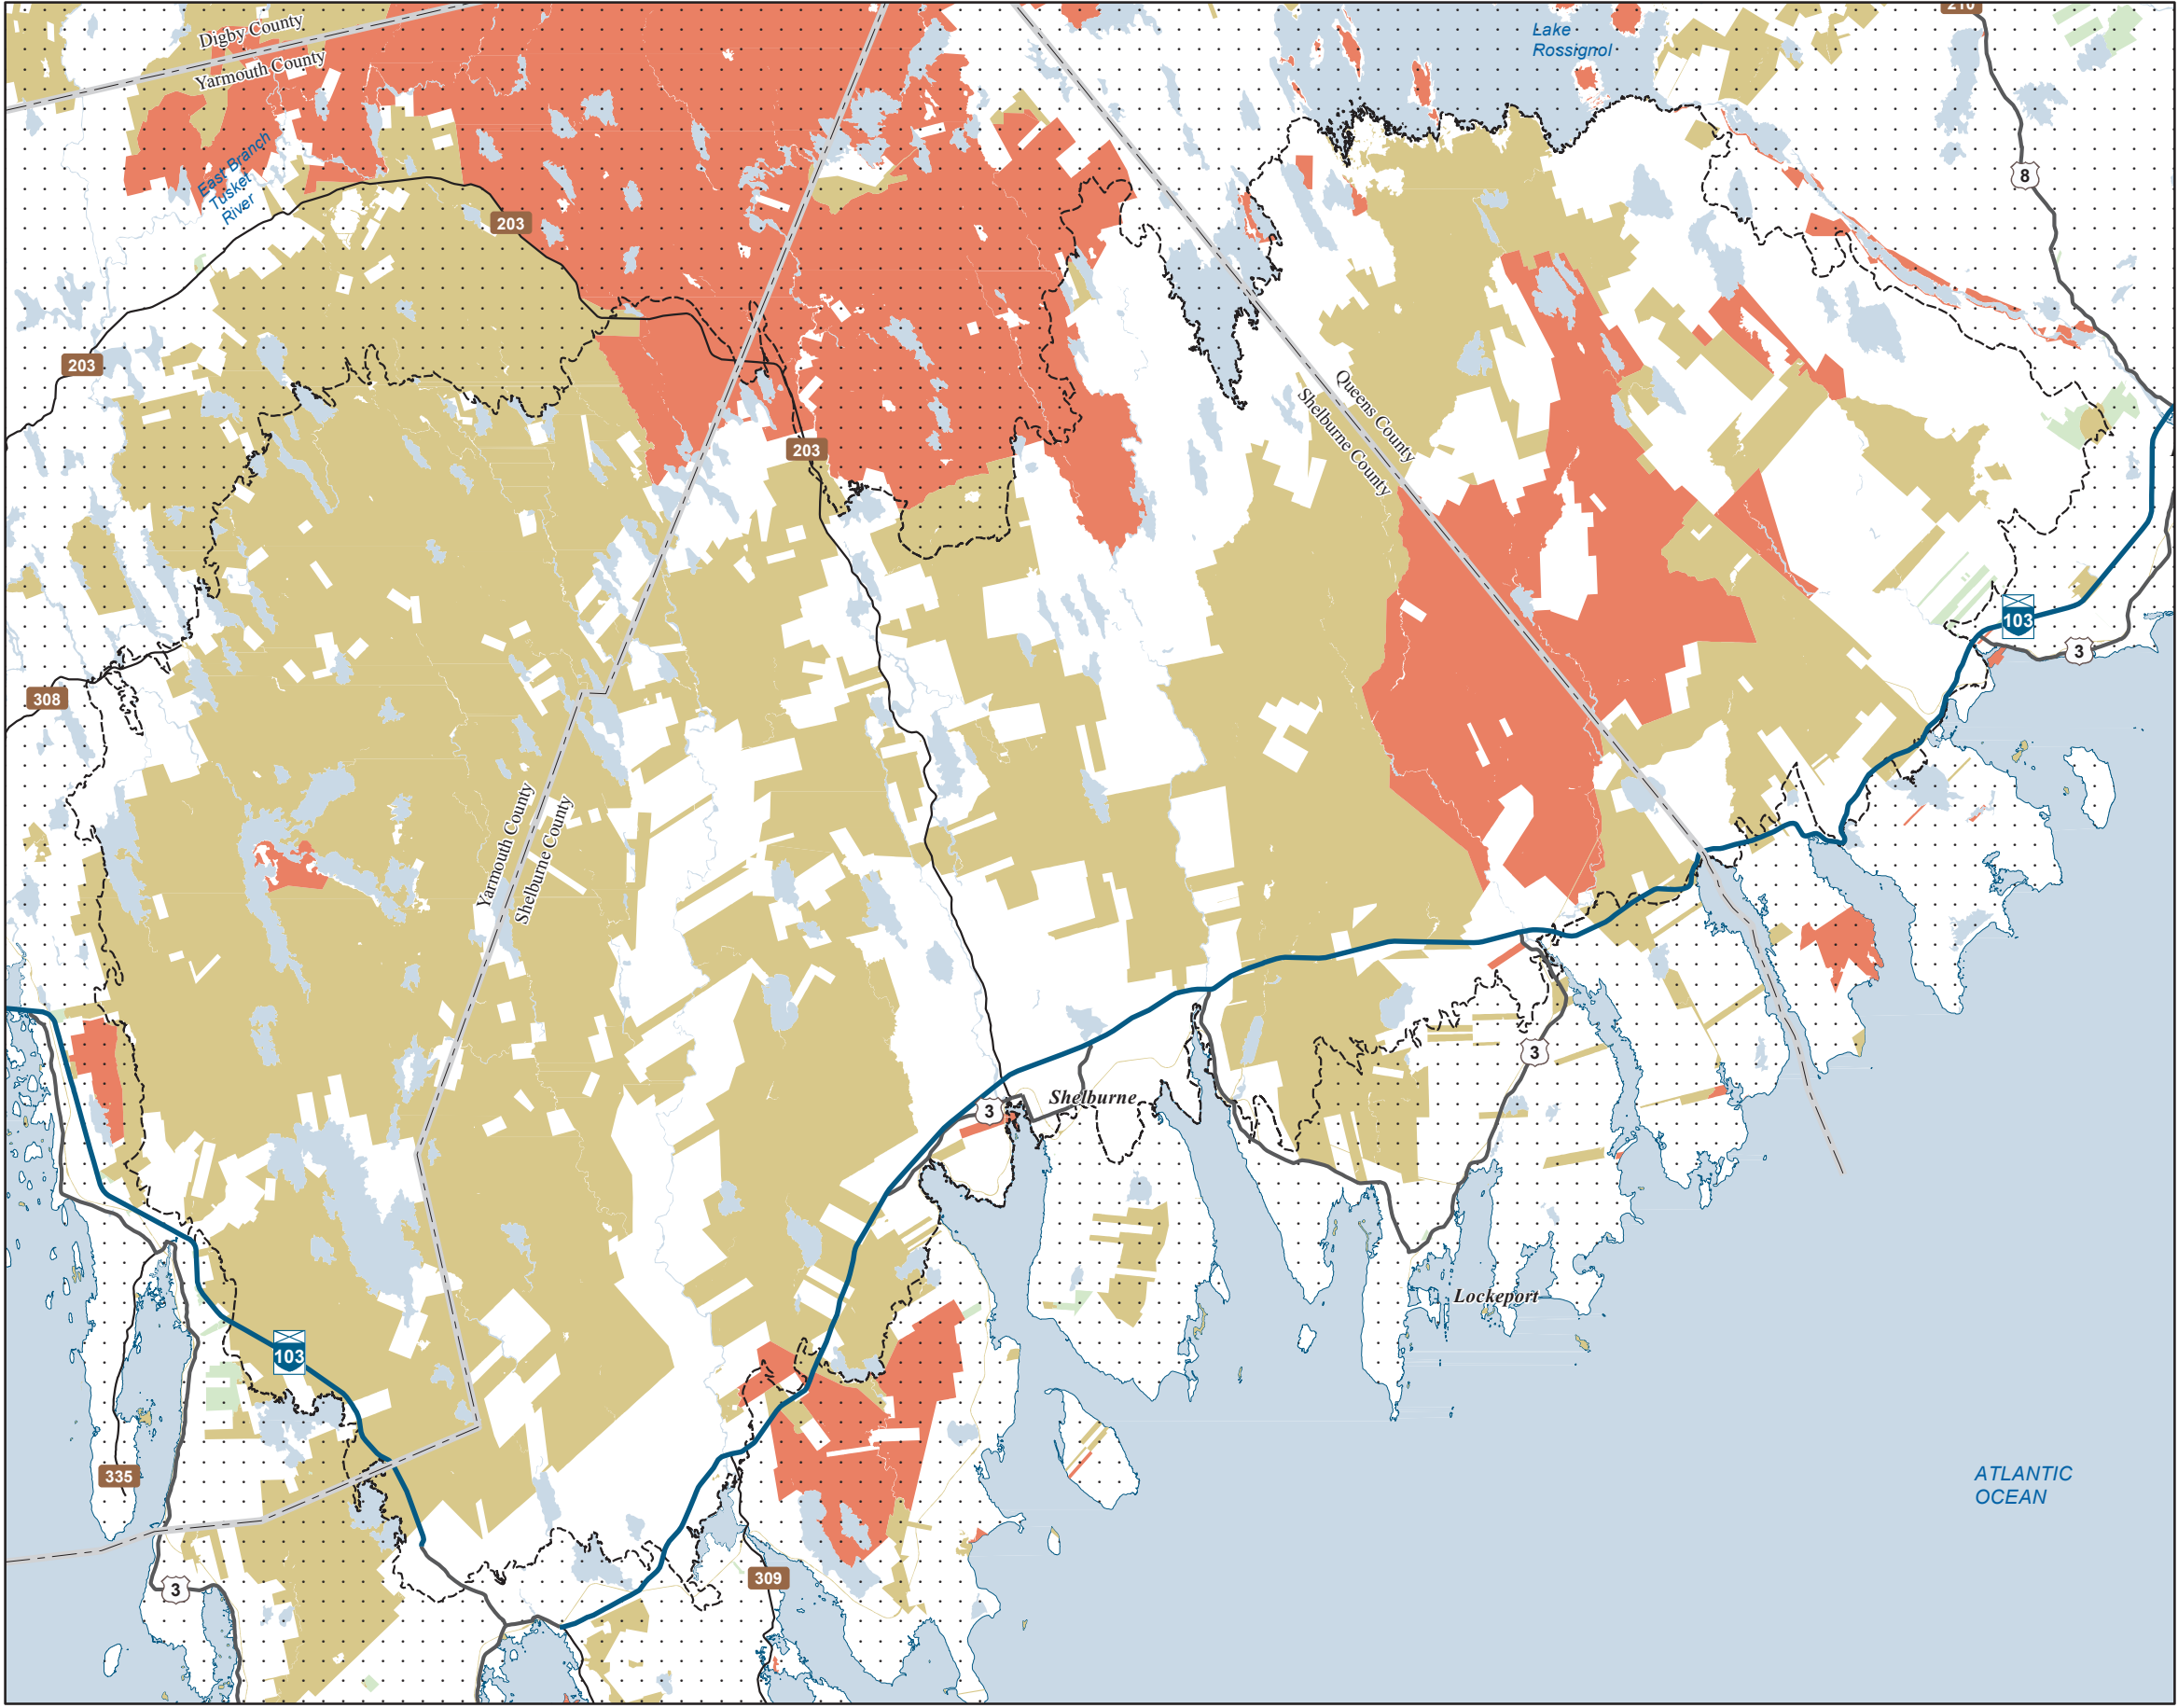 210
Digby County
Yarmouth County
Lake
Rossignol
8
East Branch
Tusket
River
203
203
203
Queens County
Shelburne County
103
3
308
Yarmouth County
Shelburne County
3
3
Shelburne
Lockeport
103
335
ATLANTIC
OCEAN
3
309